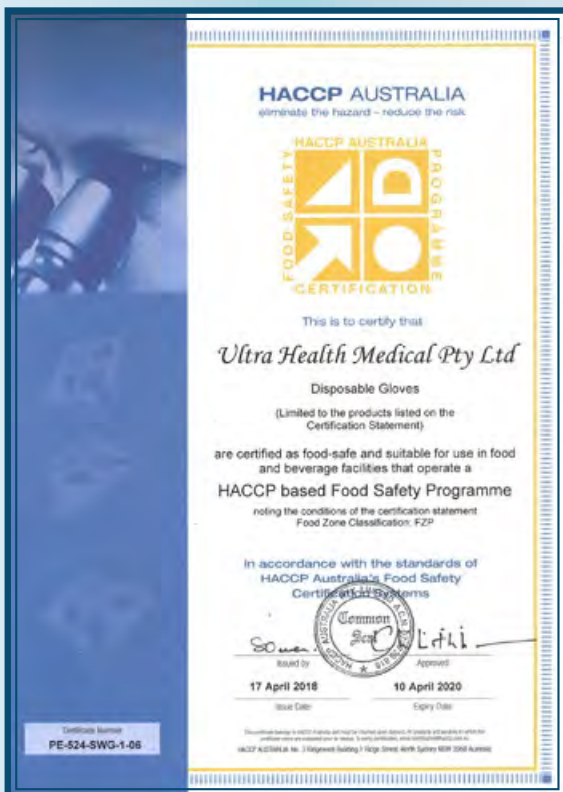 HACCP AUSTRALIA
eliminate the hazard – reduce the risk
HACCP AUSTRALIA
FOOD SAFETY
PROGRAMME
CERTIFICATION
This is to certify that
Ultra Health Medical Pty Ltd
Disposable Gloves
(Limited to the products listed on the
Certification Statement)
are certified as food-safe and suitable for use in food
and beverage facilities that operate a
HACCP based Food Safety Programme
noting the conditions of the certification statement
Food Zone Classification: FZP
In accordance with the standards of
HACCP Australia's Food Safety
Certification Systems
Common
Seal
Issued by
Approved
17 April 2018
10 April 2020
Issue Date
Expiry Date
Certificate Number
PE-524-SWG-1-06